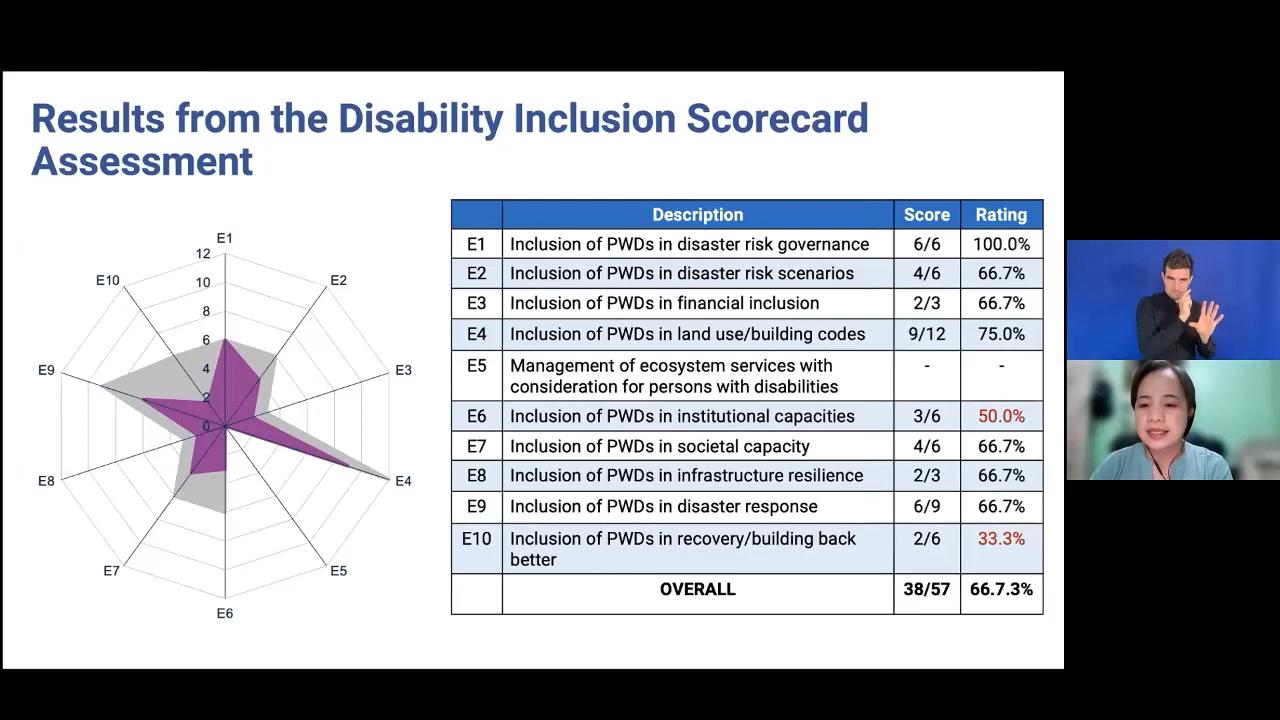 Results from the Disability Inclusion Scorecard
Assessment
E1
12
10
8
6
4
2
0
E2
E3
E4
E5
E6
E7
E8
E9
E10
Description Score Rating
E1 Inclusion of PWDs in disaster risk governance 6/6 100.0%
E2 Inclusion of PWDs in disaster risk scenarios 4/6 66.7%
E3 Inclusion of PWDs in financial inclusion 2/3 66.7%
E4 Inclusion of PWDs in land use/building codes 9/12 75.0%
E5 Management of ecosystem services with - -
consideration for persons with disabilities
E6 Inclusion of PWDs in institutional capacities 3/6 50.0%
E7 Inclusion of PWDs in societal capacity 4/6 66.7%
E8 Inclusion of PWDs in infrastructure resilience 2/3 66.7%
E9 Inclusion of PWDs in disaster response 6/9 66.7%
E10 Inclusion of PWDs in recovery/building back 2/6 33.3%
better
OVERALL 38/57 66.7.3%